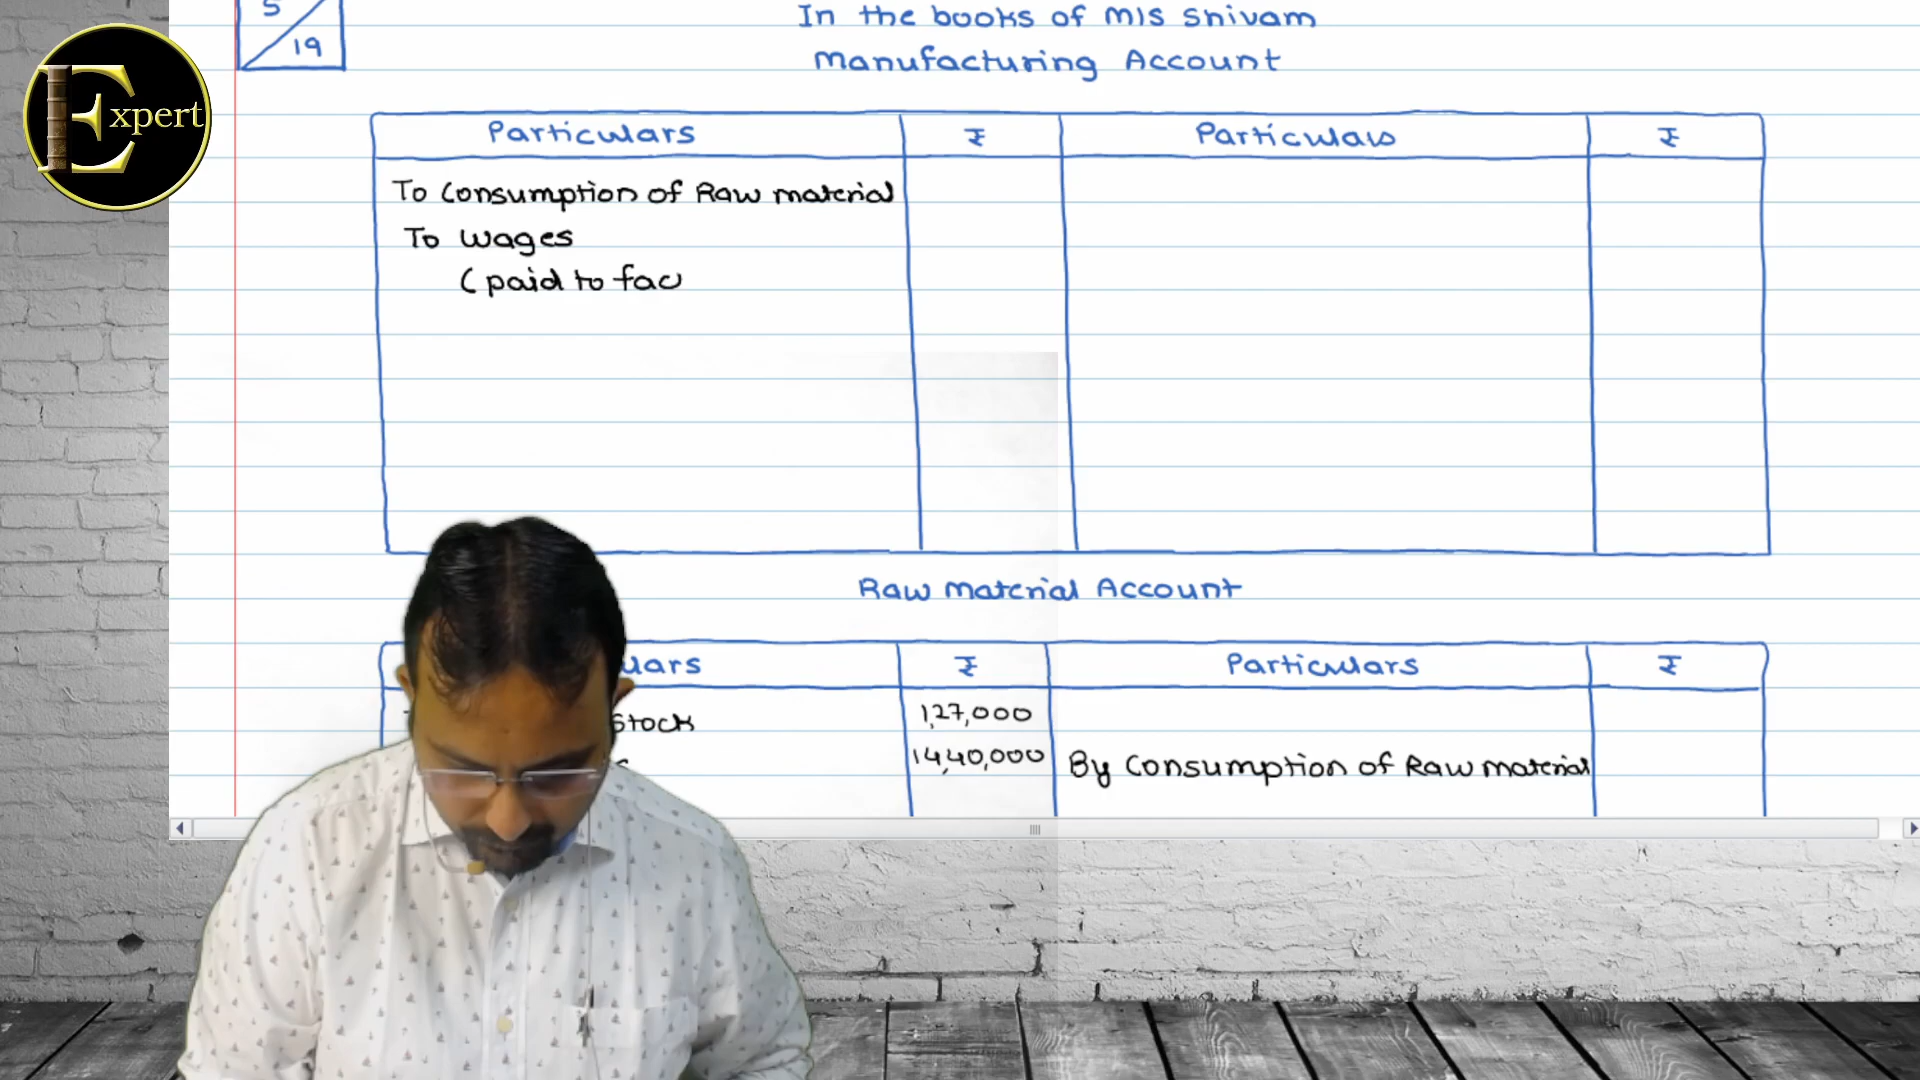 5
19
Expert
In the books of M/S Shivam
Manufacturing Account
Particulars ₹ Particulars ₹
To Consumption of Raw material
To Wages
(paid to fac
Raw Material Account
ulars ₹ Particulars ₹
Stock 1,27,000
14,40,000 By Consumption of Raw material